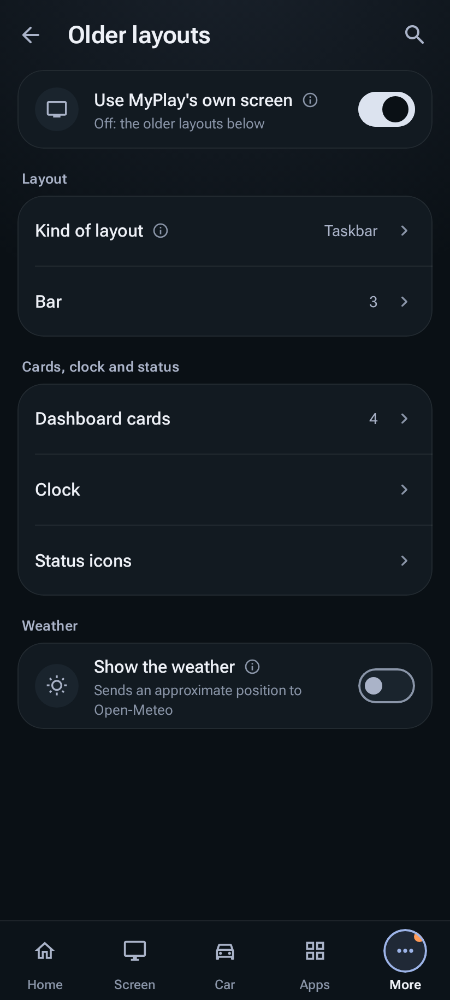 Older layouts
Use MyPlay's own screen
Off: the older layouts below
Layout
Kind of layout
Taskbar
Bar
3
Cards, clock and status
Dashboard cards
4
Clock
Status icons
Weather
Show the weather
Sends an approximate position to
Open-Meteo
Home
Screen
Car
Apps
More